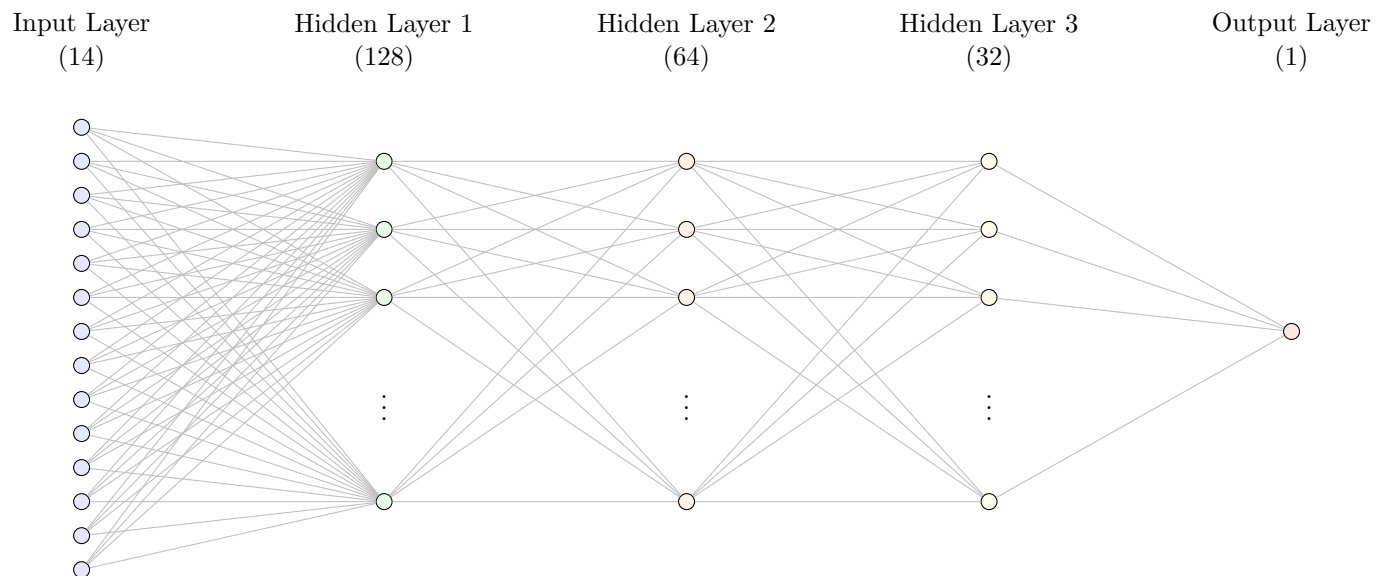 Input Layer
(14)
Hidden Layer 1
(128)
Hidden Layer 2
(64)
Hidden Layer 3
(32)
Output Layer
(1)